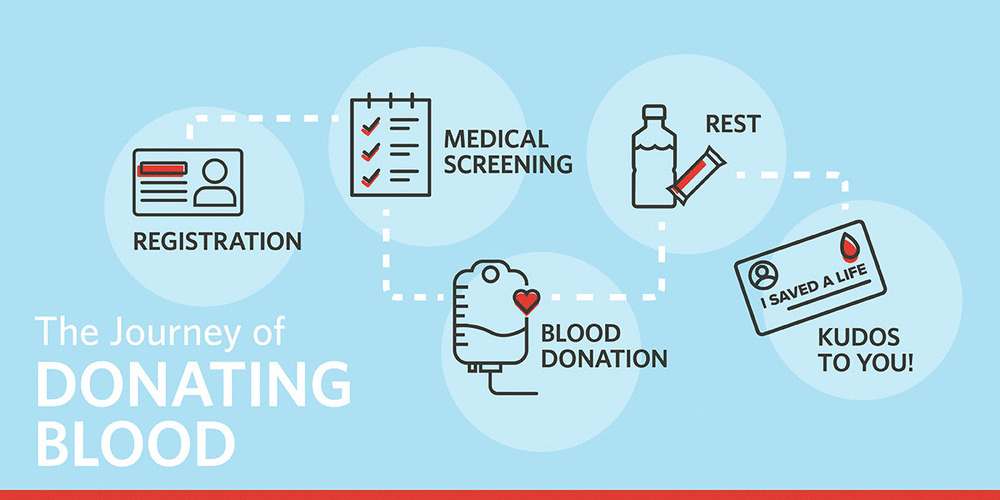 REGISTRATION
MEDICAL
SCREENING
BLOOD
DONATION
REST
I SAVED A LIFE
KUDOS
TO YOU!
The Journey of
DONATING
BLOOD